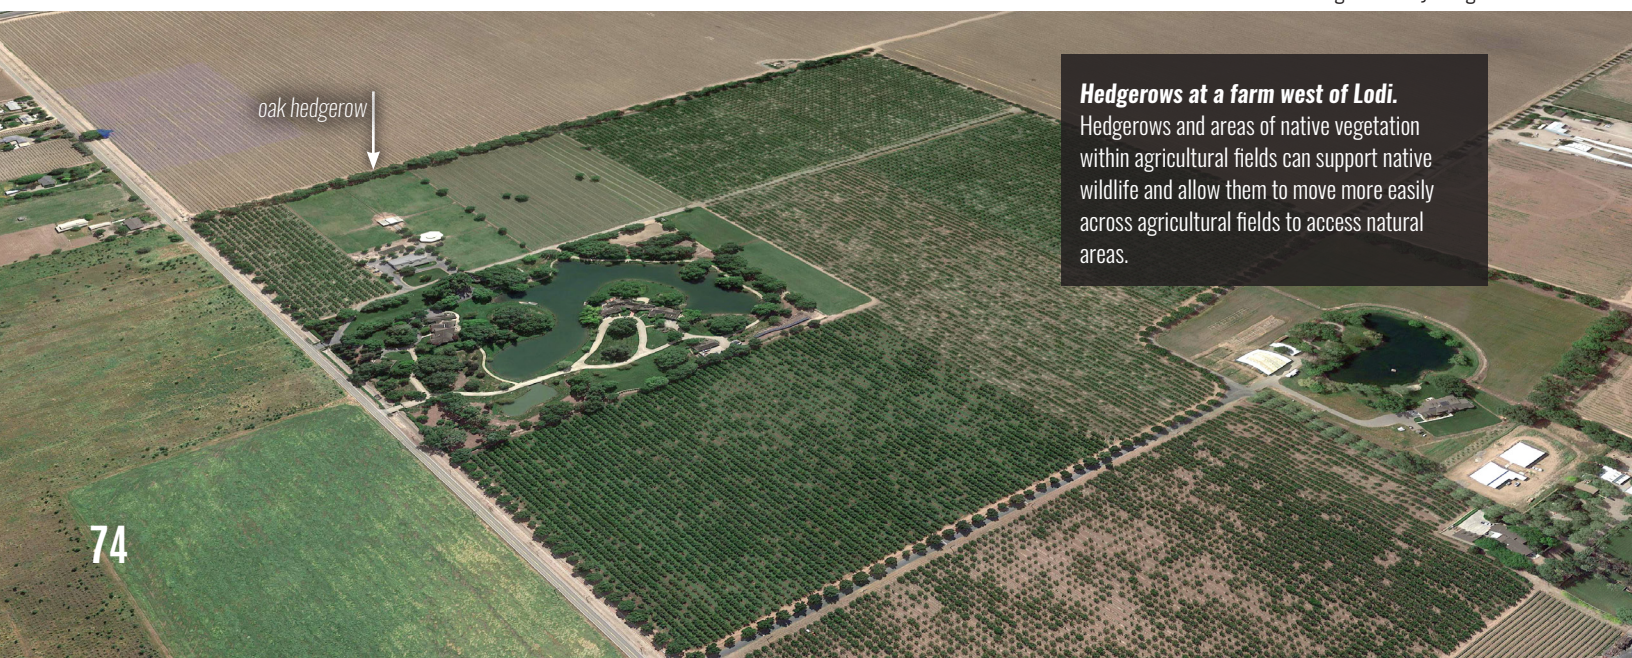 oak hedgerow
Hedgerows at a farm west of Lodi.
Hedgerows and areas of native vegetation
within agricultural fields can support native
wildlife and allow them to move more easily
across agricultural fields to access natural
areas.
74